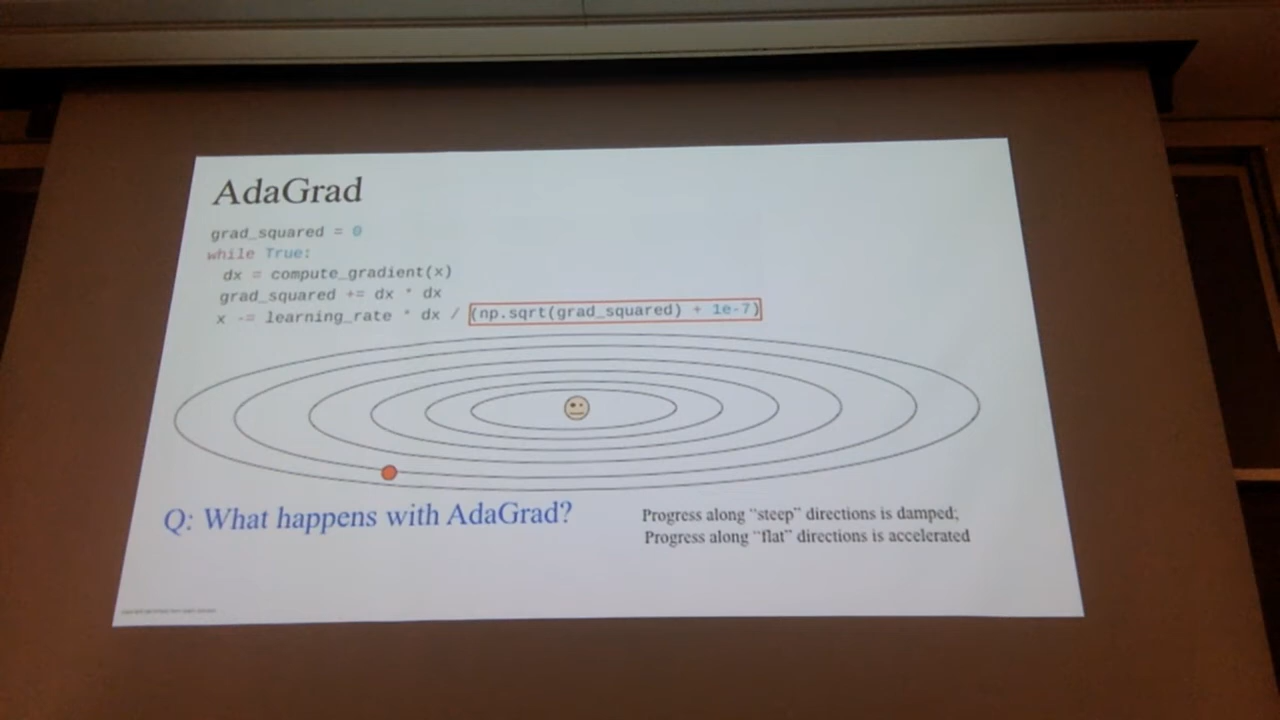 AdaGrad
grad_squared = 0
while True:
dx = compute_gradient(x)
grad_squared += dx * dx
x -= learning_rate * dx / (np.sqrt(grad_squared) + 1e-7)
Q: What happens with AdaGrad?
Progress along “steep” directions is damped;
Progress along “flat” directions is accelerated